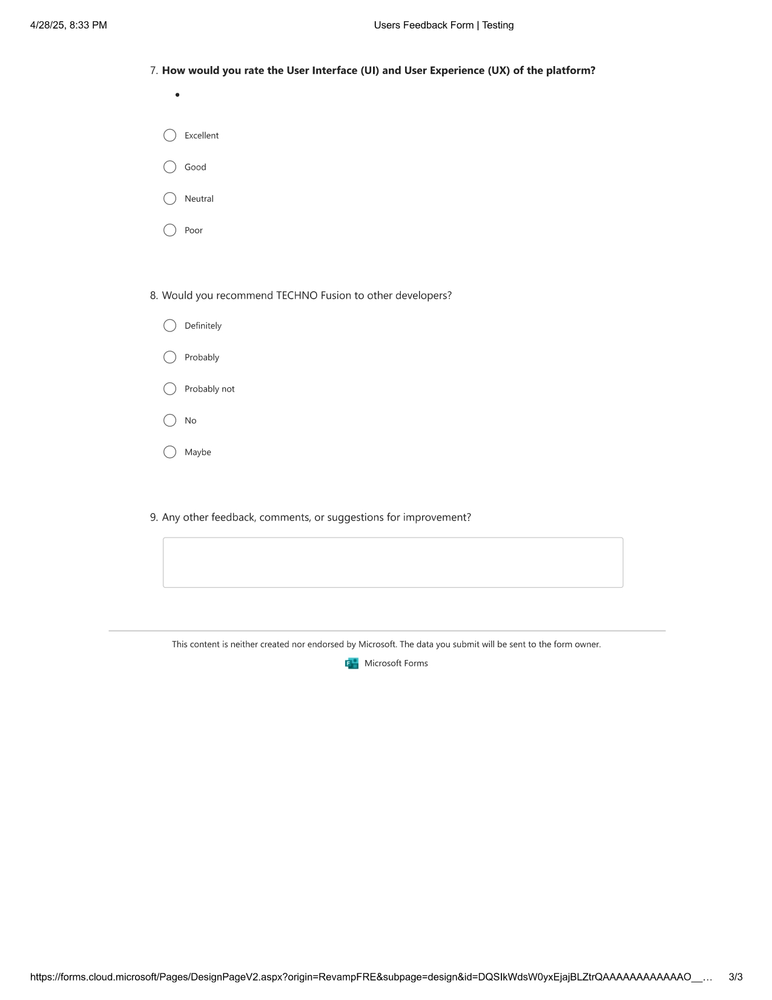 4/28/25, 8:33 PM
Users Feedback Form | Testing
7. How would you rate the User Interface (UI) and User Experience (UX) of the platform?
•
Excellent
Good
Neutral
Poor
8. Would you recommend TECHNO Fusion to other developers?
Definitely
Probably
Probably not
No
Maybe
9. Any other feedback, comments, or suggestions for improvement?
This content is neither created nor endorsed by Microsoft. The data you submit will be sent to the form owner.
Microsoft Forms
https://forms.cloud.microsoft/Pages/DesignPageV2.aspx?origin=RevampFRE&subpage=design&id=DQSIkWdsW0yxEjajBLZtrQAAAAAAAAAAAAO__…
3/3